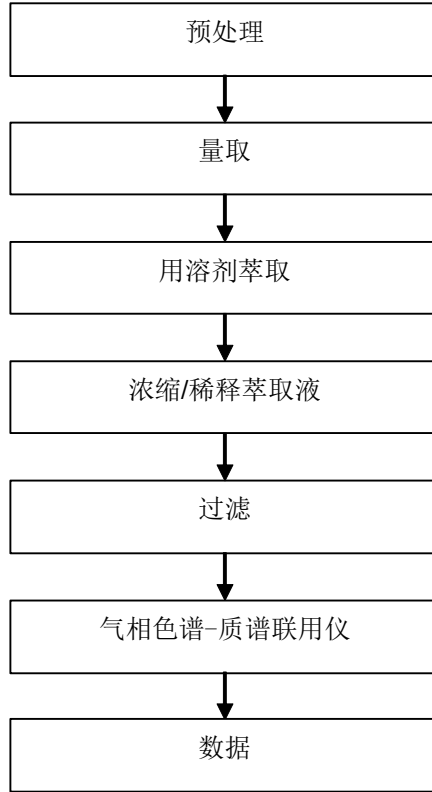 预处理
量取
用溶剂萃取
浓缩/稀释萃取液
过滤
气相色谱-质谱联用仪
数据